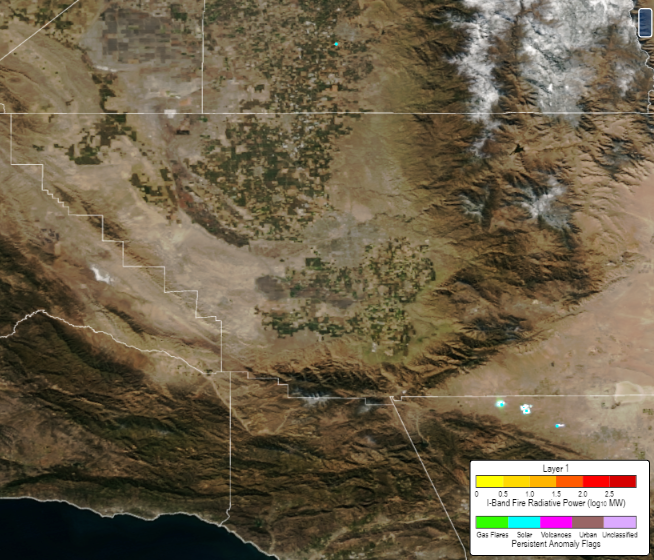 Layer 1
0 0.5 1.0 1.5 2.0 2.5
I-Band Fire Radiative Power (log₁₀ MW)
Gas Flares Solar Volcanoes Urban Unclassified
Persistent Anomaly Flags